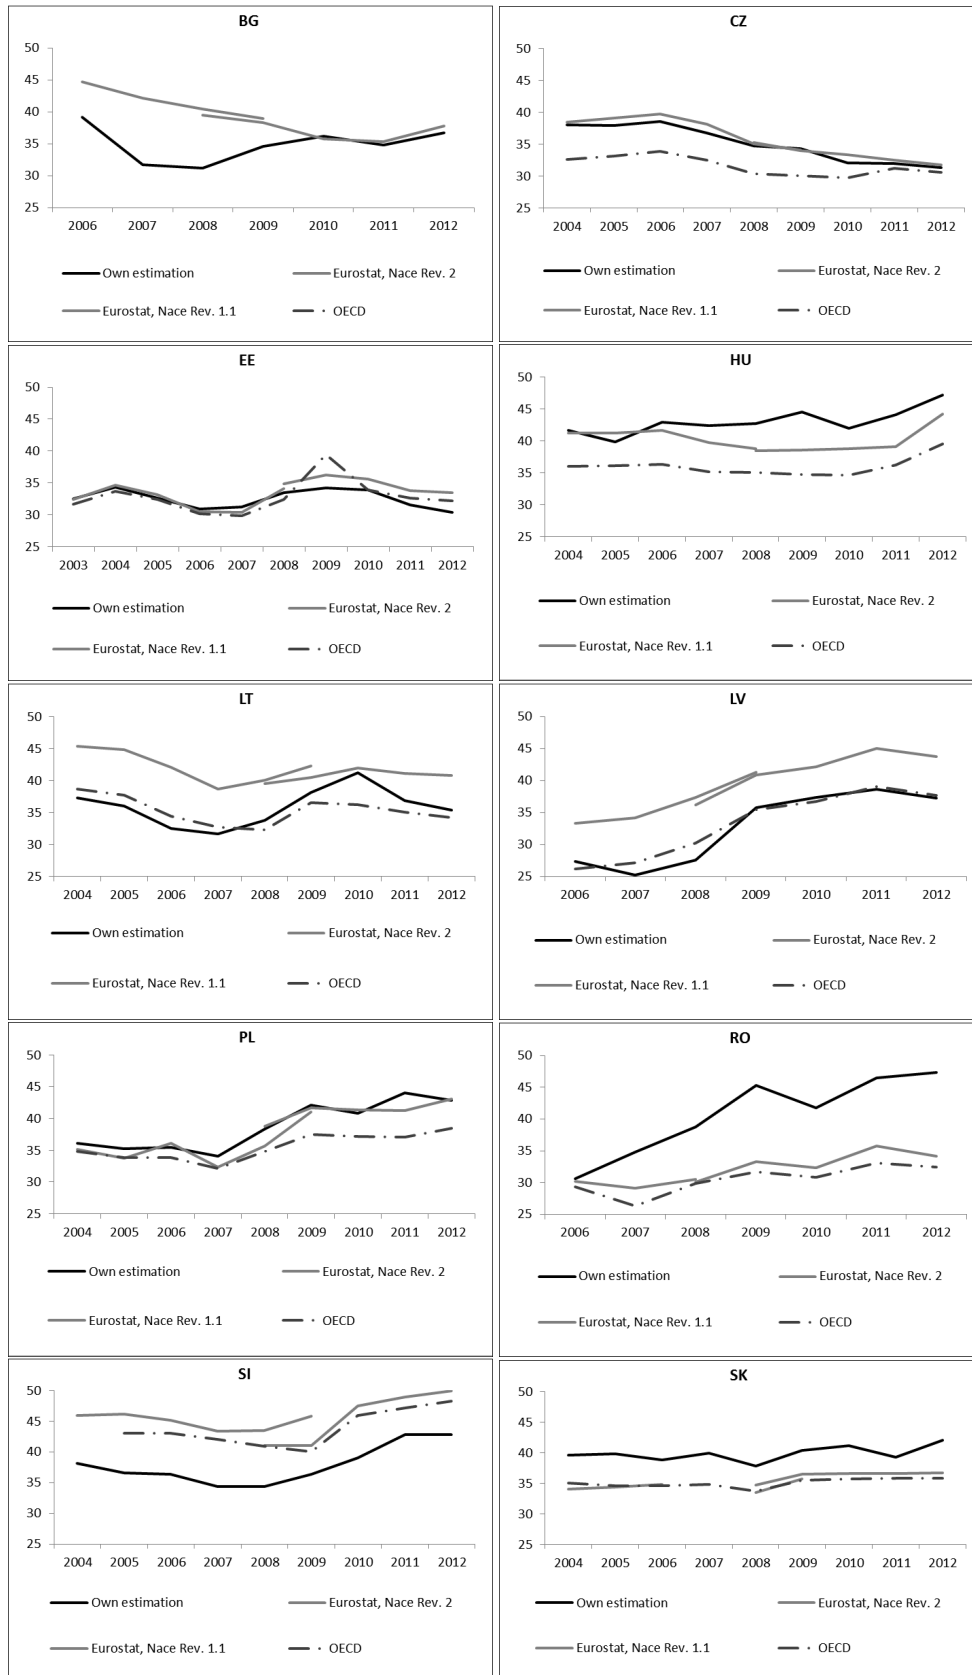 BG
50
45
40
35
30
25
2006 2007 2008 2009 2010 2011 2012
Own estimation Eurostat, Nace Rev. 2
Eurostat, Nace Rev. 1.1 OECD
CZ
50
45
40
35
30
25
2004 2005 2006 2007 2008 2009 2010 2011 2012
Own estimation Eurostat, Nace Rev. 2
Eurostat, Nace Rev. 1.1 OECD
EE
50
45
40
35
30
25
2003 2004 2005 2006 2007 2008 2009 2010 2011 2012
Own estimation Eurostat, Nace Rev. 2
Eurostat, Nace Rev. 1.1 OECD
HU
50
45
40
35
30
25
2004 2005 2006 2007 2008 2009 2010 2011 2012
Own estimation Eurostat, Nace Rev. 2
Eurostat, Nace Rev. 1.1 OECD
LT
50
45
40
35
30
25
2004 2005 2006 2007 2008 2009 2010 2011 2012
Own estimation Eurostat, Nace Rev. 2
Eurostat, Nace Rev. 1.1 OECD
LV
50
45
40
35
30
25
2006 2007 2008 2009 2010 2011 2012
Own estimation Eurostat, Nace Rev. 2
Eurostat, Nace Rev. 1.1 OECD
PL
50
45
40
35
30
25
2004 2005 2006 2007 2008 2009 2010 2011 2012
Own estimation Eurostat, Nace Rev. 2
Eurostat, Nace Rev. 1.1 OECD
RO
50
45
40
35
30
25
2006 2007 2008 2009 2010 2011 2012
Own estimation Eurostat, Nace Rev. 2
Eurostat, Nace Rev. 1.1 OECD
SI
50
45
40
35
30
25
2004 2005 2006 2007 2008 2009 2010 2011 2012
Own estimation Eurostat, Nace Rev. 2
Eurostat, Nace Rev. 1.1 OECD
SK
50
45
40
35
30
25
2004 2005 2006 2007 2008 2009 2010 2011 2012
Own estimation Eurostat, Nace Rev. 2
Eurostat, Nace Rev. 1.1 OECD